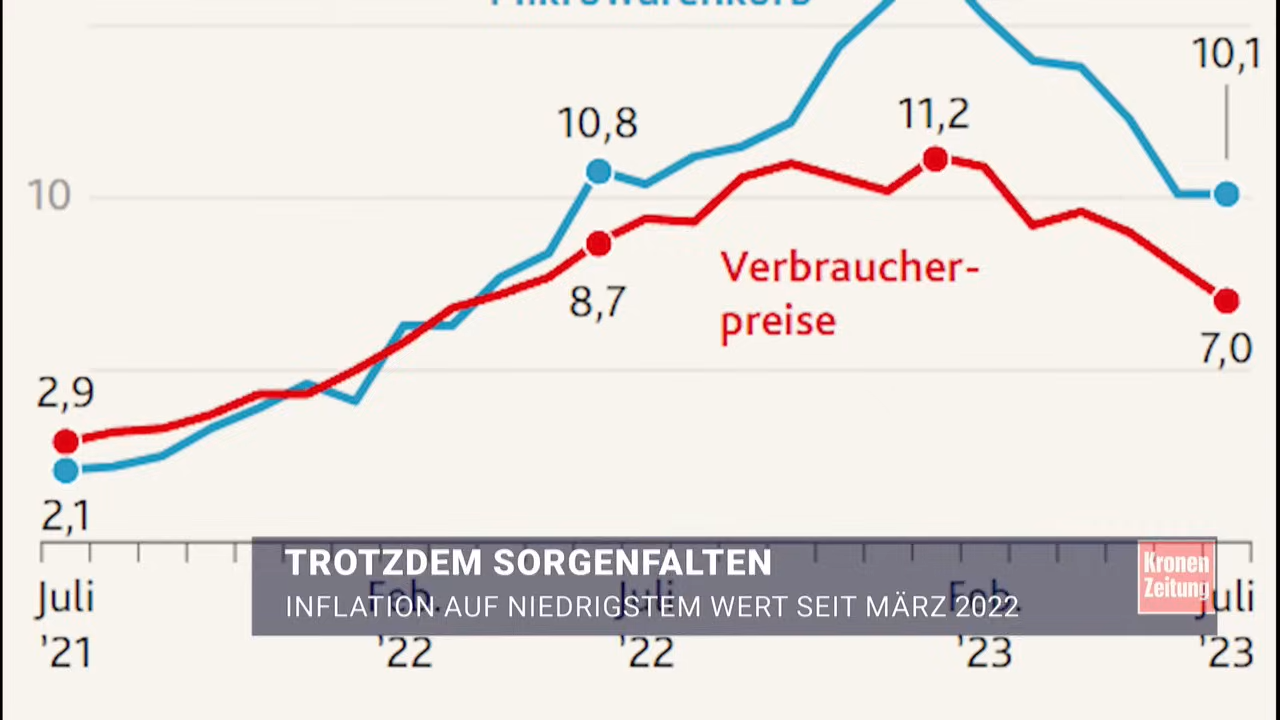 Mikrowarenkorb
10,1
10,8
11,2
10
Verbraucher-
preise
8,7
7,0
2,9
2,1
TROTZDEM SORGENFALTEN
INFLATION AUF NIEDRIGSTEM WERT SEIT MÄRZ 2022
Kronen
Zeitung
Juli
Feb.
Juli
Feb.
Juli
'21
'22
'22
'23
'23